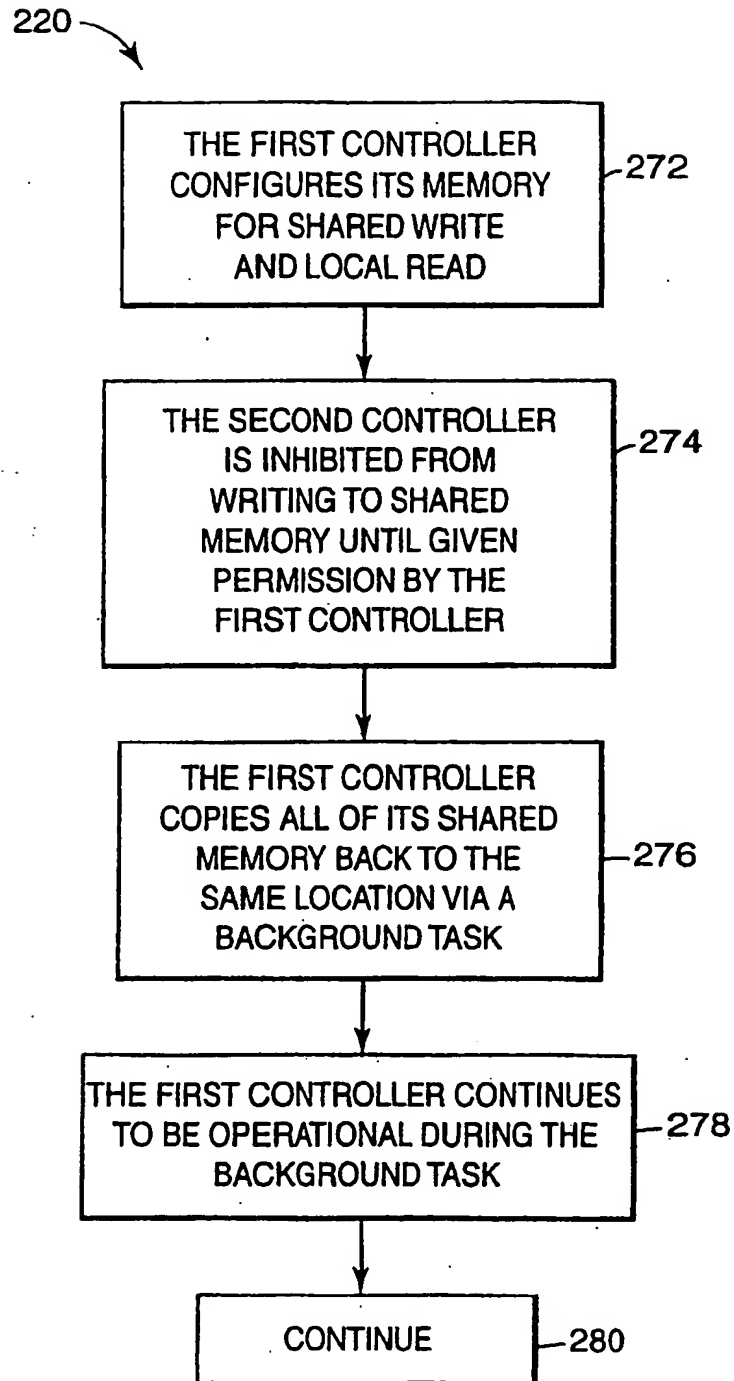 220
THE FIRST CONTROLLER
CONFIGURES ITS MEMORY
FOR SHARED WRITE
AND LOCAL READ
272
THE SECOND CONTROLLER
IS INHIBITED FROM
WRITING TO SHARED
MEMORY UNTIL GIVEN
PERMISSION BY THE
FIRST CONTROLLER
274
THE FIRST CONTROLLER
COPIES ALL OF ITS SHARED
MEMORY BACK TO THE
SAME LOCATION VIA A
BACKGROUND TASK
276
THE FIRST CONTROLLER CONTINUES
TO BE OPERATIONAL DURING THE
BACKGROUND TASK
278
CONTINUE
280